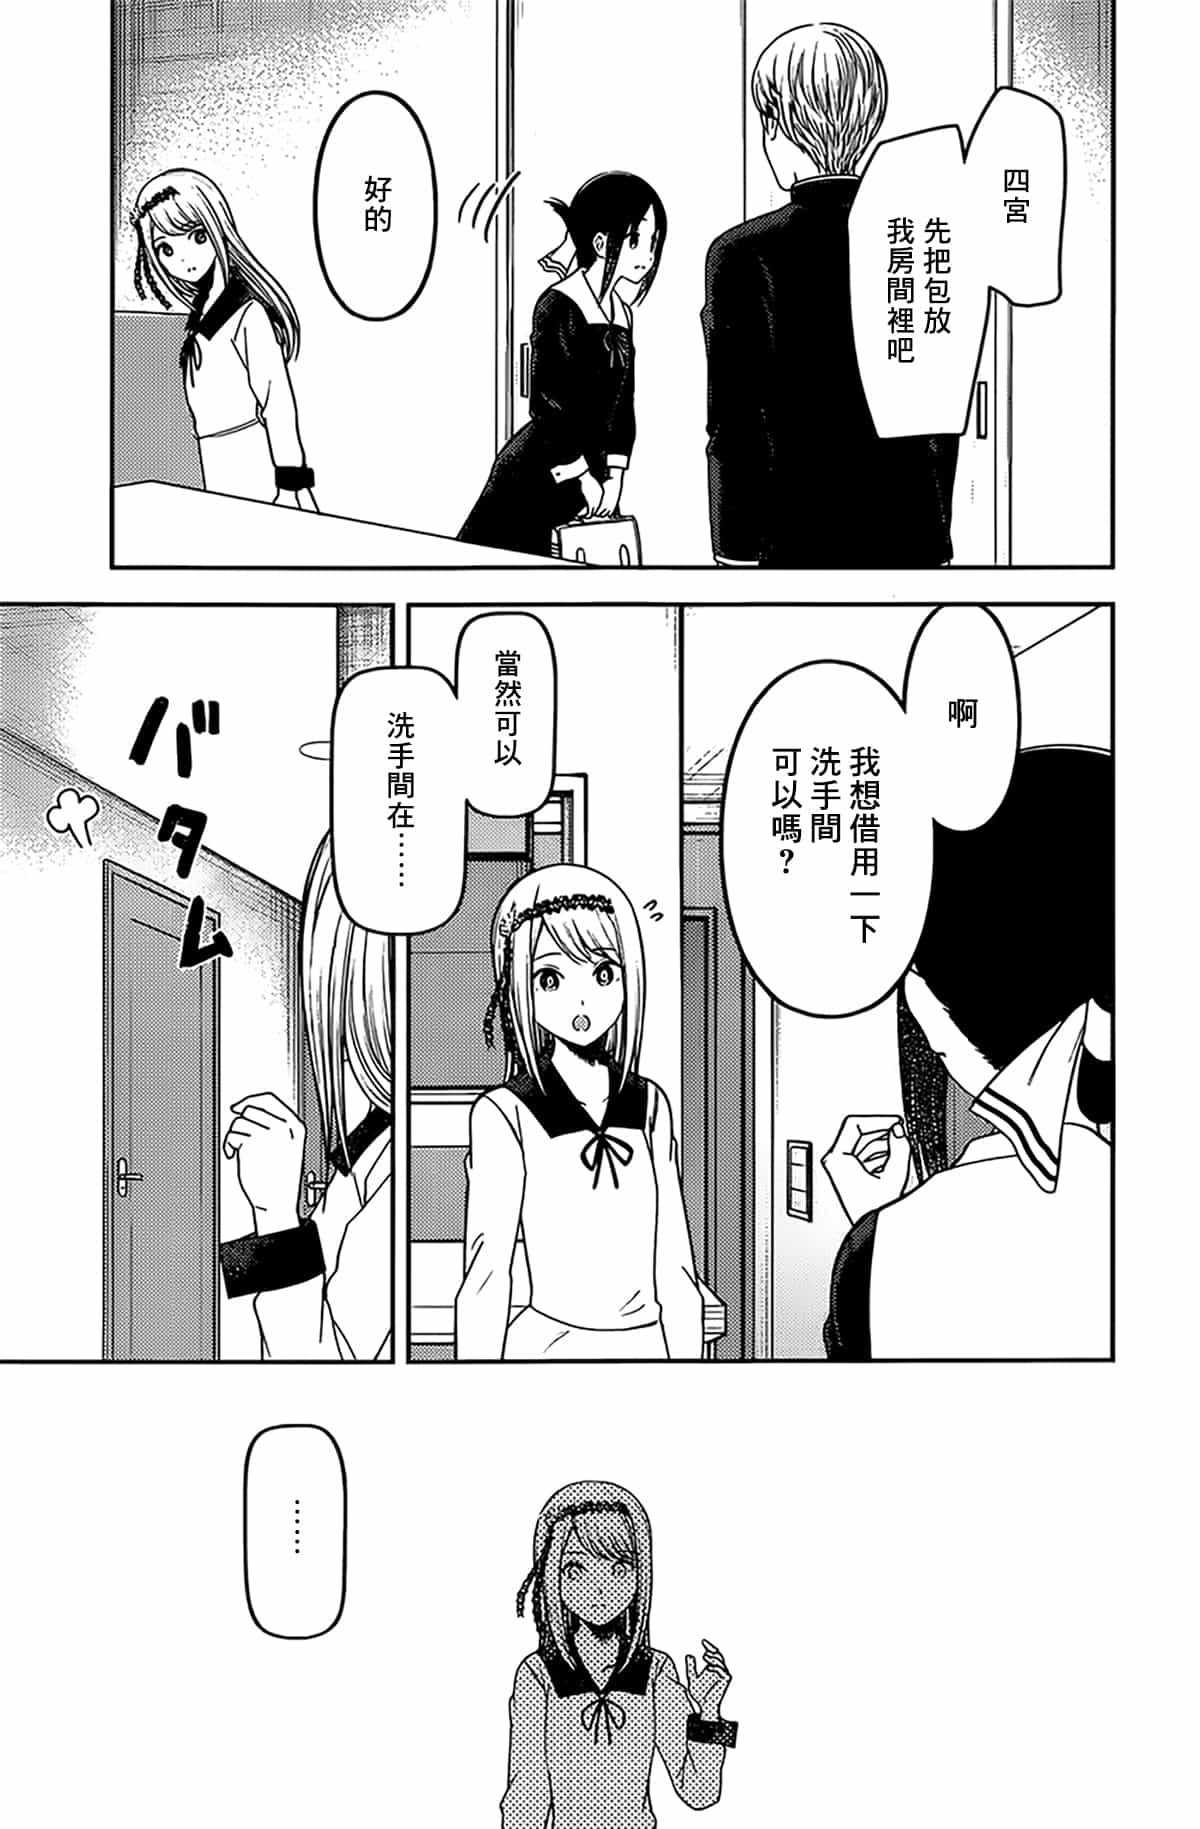 四宮
先把包放
我房間裡吧
好的
啊
我想借用一下
洗手間
可以嗎?
當然可以
洗手間在……
バタム
……